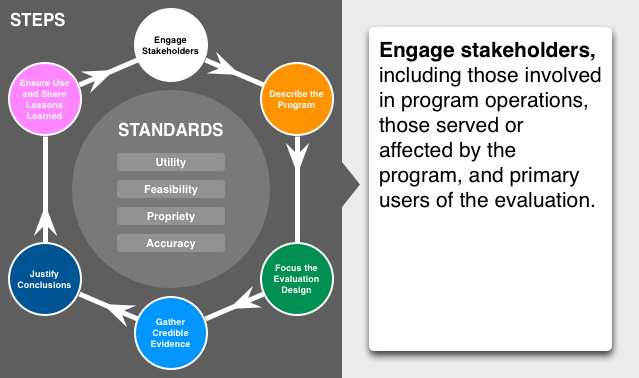 STEPS
Engage
Stakeholders
Describe the
Program
Focus the
Evaluation
Design
Gather
Credible
Evidence
Justify
Conclusions
Ensure Use
and Share
Lessons
Learned
STANDARDS
Utility
Feasibility
Propriety
Accuracy
Engage stakeholders,
including those involved
in program operations,
those served or
affected by the
program, and primary
users of the evaluation.